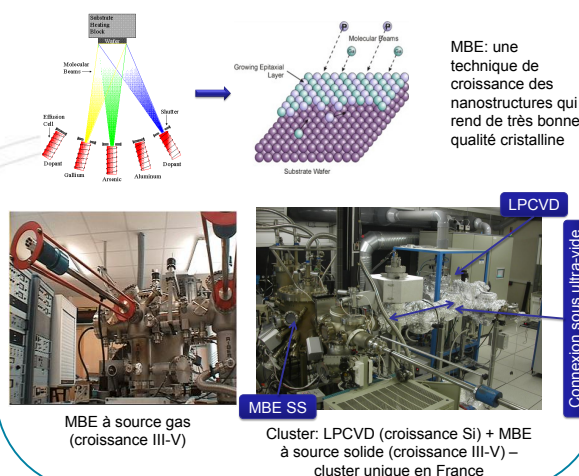 Substrate
Heating
Block
Wafer
Molecular
Beams
Shutter
Effusion
Cell
Dopant
Gallium
Arsenic
Aluminum
Dopant
P
P
Molecular Beams
Ga
Ga
Growing Epitaxial
Layer
Substrate Wafer
MBE: une
technique de
croissance des
nanostructures qui
rend de très bonne
qualité cristalline
LPCVD
Connexion sous ultra-vide
MBE SS
MBE à source gas
(croissance III-V)
Cluster: LPCVD (croissance Si) + MBE
à source solide (croissance III-V) –
cluster unique en France